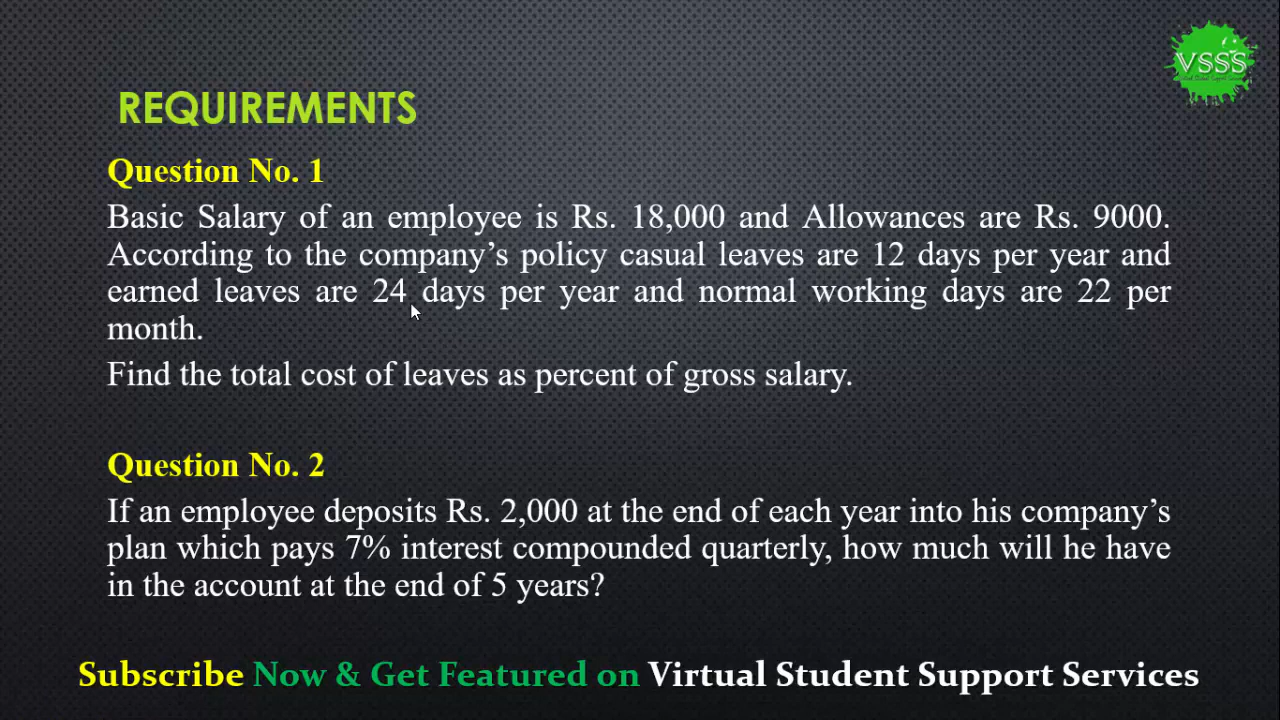 VSSS
REQUIREMENTS
Question No. 1
Basic Salary of an employee is Rs. 18,000 and Allowances are Rs. 9000.
According to the company’s policy casual leaves are 12 days per year and
earned leaves are 24 days per year and normal working days are 22 per
month.
Find the total cost of leaves as percent of gross salary.
Question No. 2
If an employee deposits Rs. 2,000 at the end of each year into his company’s
plan which pays 7% interest compounded quarterly, how much will he have
in the account at the end of 5 years?
Subscribe Now & Get Featured on Virtual Student Support Services